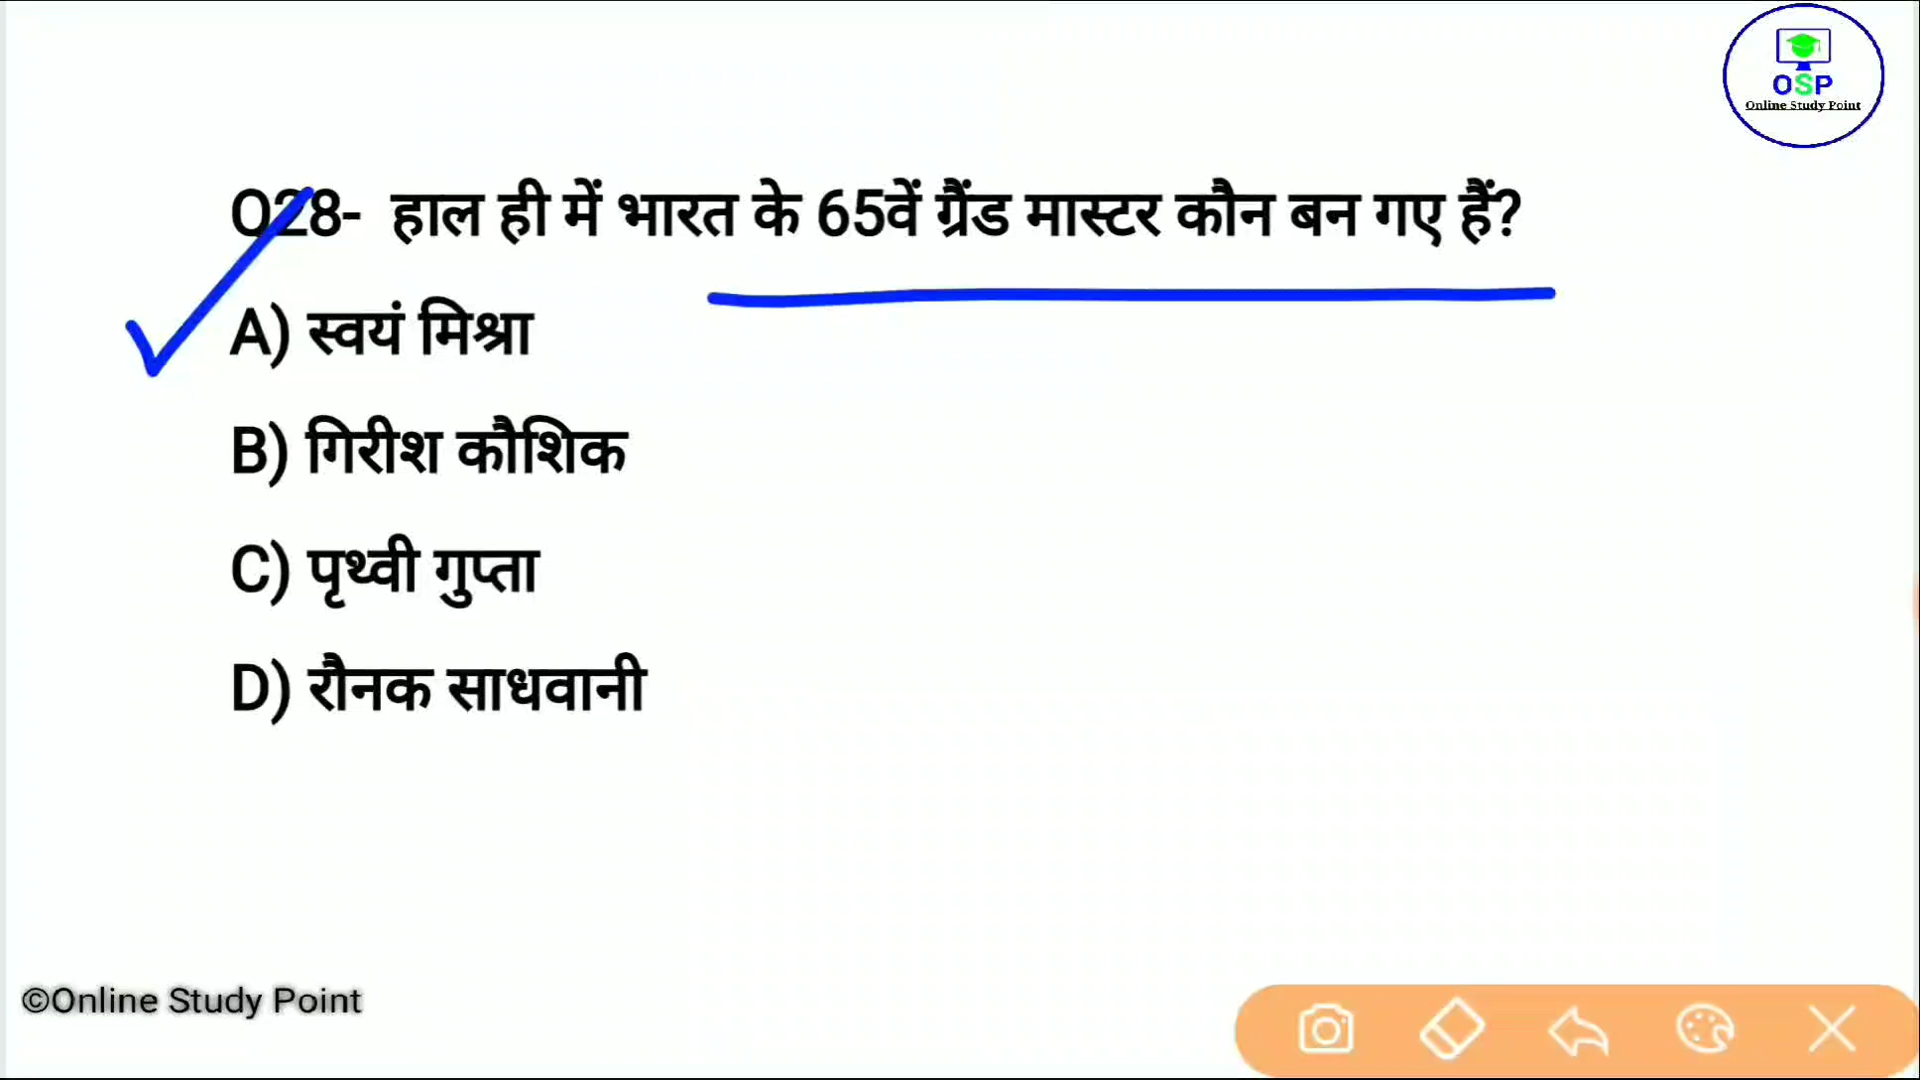 OSP
Online Study Point
Q28- हाल ही में भारत के 65वें ग्रैंड मास्टर कौन बन गए हैं?
A) स्वयं मिश्रा
B) गिरीश कौशिक
C) पृथ्वी गुप्ता
D) रौनक साधवानी
©Online Study Point